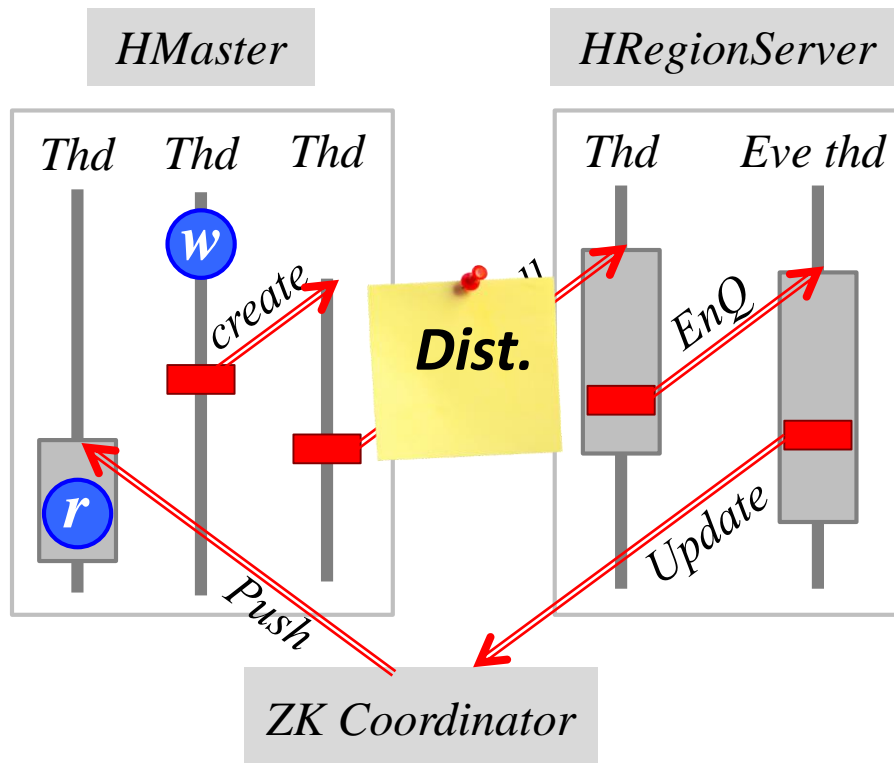 HMaster
HRegionServer
Thd
Thd
Thd
Thd
Eve thd
w
create
Dist.
EnQ
r
Push
Update
ZK Coordinator